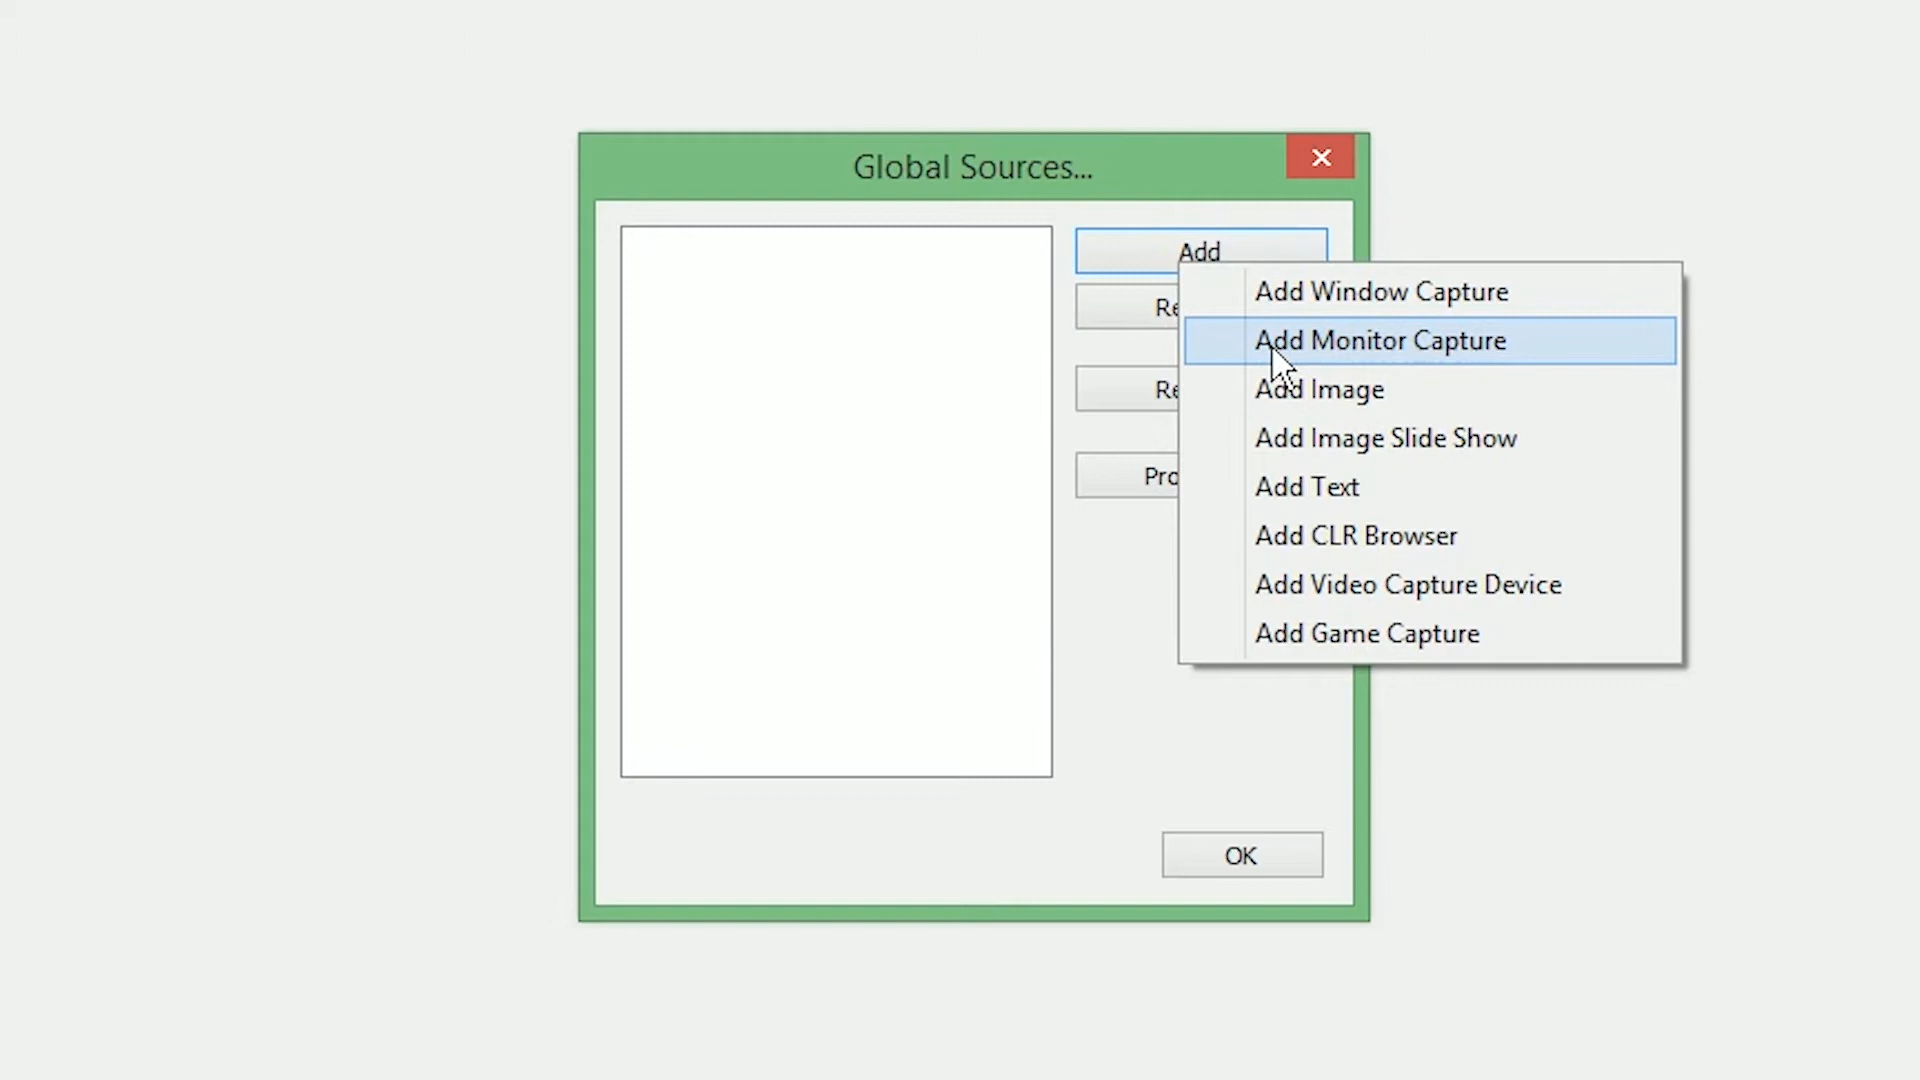 Global Sources...
Add
Re
Re
Pro
Add Window Capture
Add Monitor Capture
Add Image
Add Image Slide Show
Add Text
Add CLR Browser
Add Video Capture Device
Add Game Capture
OK